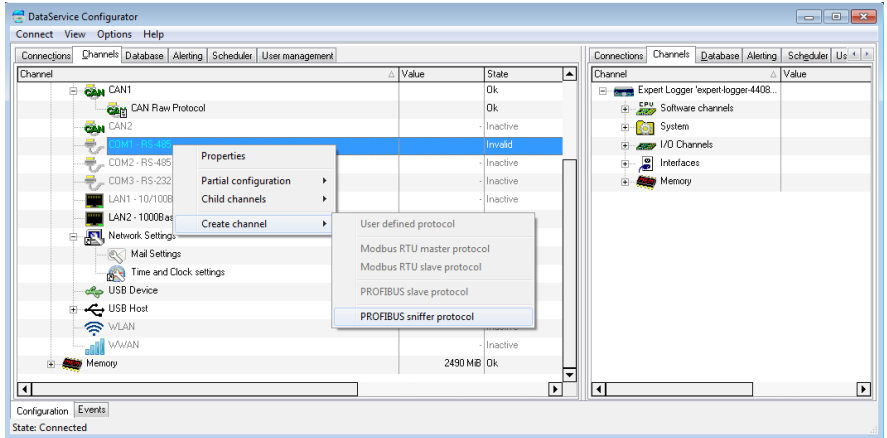 DataService Configurator
Connect View Options Help
Connections Channels Database Alerting Scheduler User management
Channel Value State
CAN1 Ok
CAN Raw Protocol Ok
CAN2 - Inactive
COM1 - RS-485 Invalid
COM2 - RS-485 - Inactive
COM3 - RS-232 - Inactive
LAN1 - 10/100B - Inactive
LAN2 - 1000Bas
Network Settings
Mail Settings
Time and Clock settings
USB Device
USB Host
WLAN Inactive
WWAN - Inactive
Memory 2490 MiB Ok
Properties
Partial configuration
Child channels
Create channel
User defined protocol
Modbus RTU master protocol
Modbus RTU slave protocol
PROFIBUS slave protocol
PROFIBUS sniffer protocol
Connections Channels Database Alerting Scheduler Us
Channel Value
Expert Logger 'expert-logger-4408...
Software channels
System
I/O Channels
Interfaces
Memory
Configuration Events
State: Connected